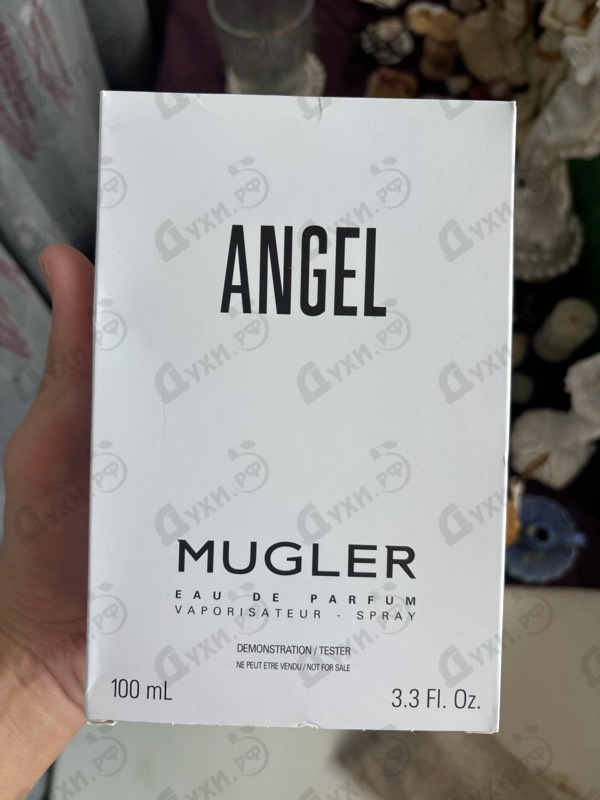 ANGEL
MUGLER
EAU DE PARFUM
VAPORISATEUR - SPRAY
DEMONSTRATION / TESTER
NE PEUT ETRE VENDU / NOT FOR SALE
100 mL
3.3 Fl. Oz.
Духи.рф